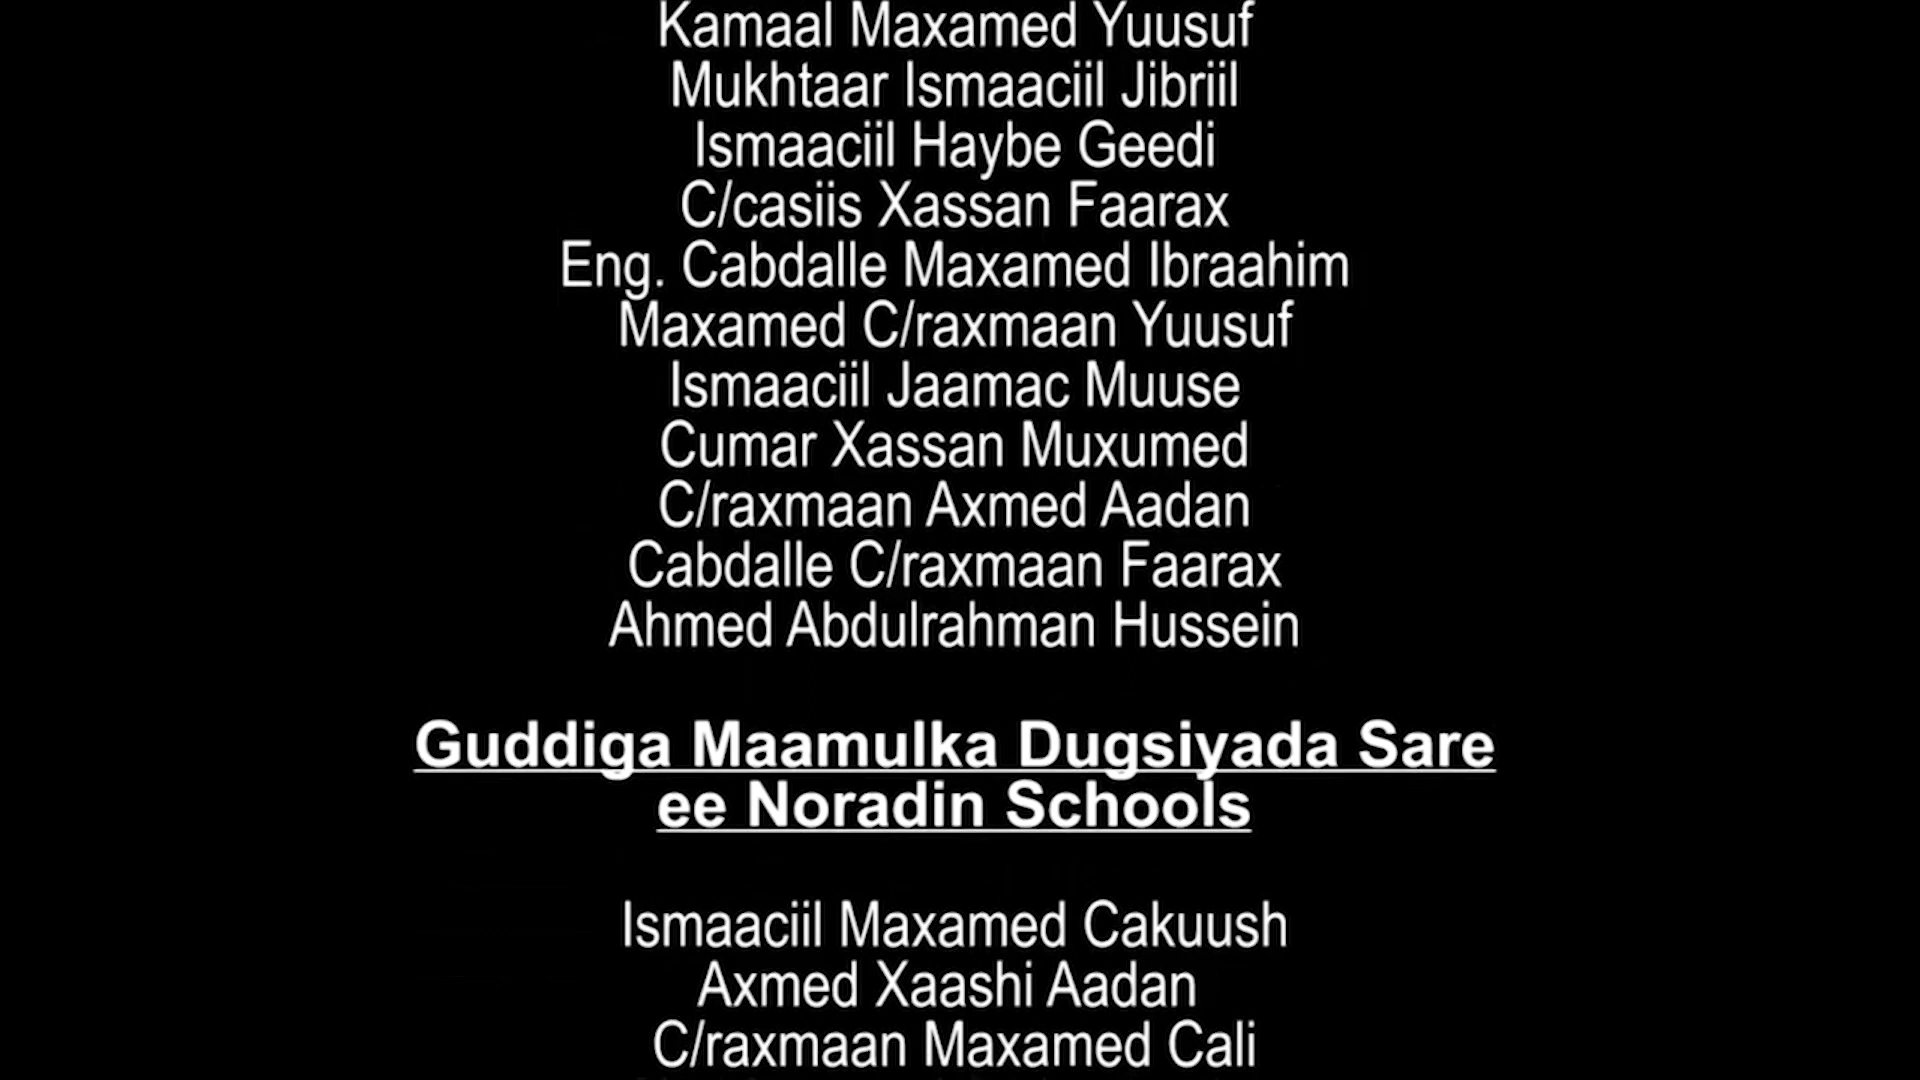 Kamaal Maxamed Yuusuf
Mukhtaar Ismaaciil Jibriil
Ismaaciil Haybe Geedi
C/casiis Xassan Faarax
Eng. Cabdalle Maxamed Ibraahim
Maxamed C/raxmaan Yuusuf
Ismaaciil Jaamac Muuse
Cumar Xassan Muxumed
C/raxmaan Axmed Aadan
Cabdalle C/raxmaan Faarax
Ahmed Abdulrahman Hussein
Guddiga Maamulka Dugsiyada Sare
ee Noradin Schools
Ismaaciil Maxamed Cakuush
Axmed Xaashi Aadan
C/raxmaan Maxamed Cali